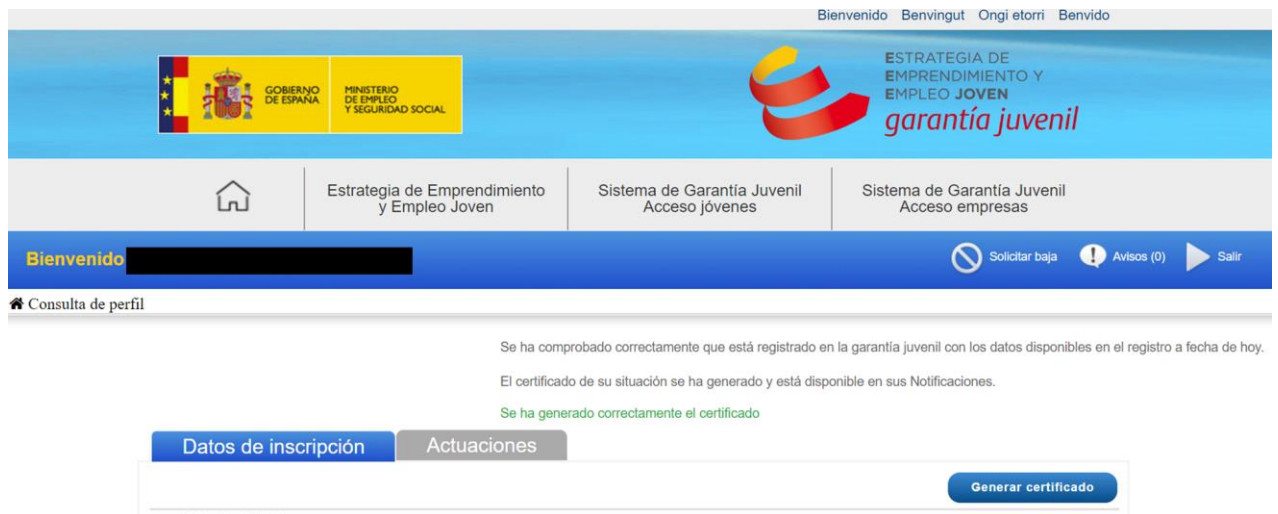 Bienvenido Benvingut Ongi etorri Benvido
GOBIERNO
DE ESPAÑA
MINISTERIO
DE EMPLEO
Y SEGURIDAD SOCIAL
ESTRATEGIA DE
EMPRENDIMIENTO Y
EMPLEO JOVEN
garantía juvenil
Estrategia de Emprendimiento
y Empleo Joven
Sistema de Garantía Juvenil
Acceso jóvenes
Sistema de Garantía Juvenil
Acceso empresas
Bienvenido
Solicitar baja
Avisos (0)
Salir
Consulta de perfil
Se ha comprobado correctamente que está registrado en la garantía juvenil con los datos disponibles en el registro a fecha de hoy.
El certificado de su situación se ha generado y está disponible en sus Notificaciones.
Se ha generado correctamente el certificado
Datos de inscripción
Actuaciones
Generar certificado